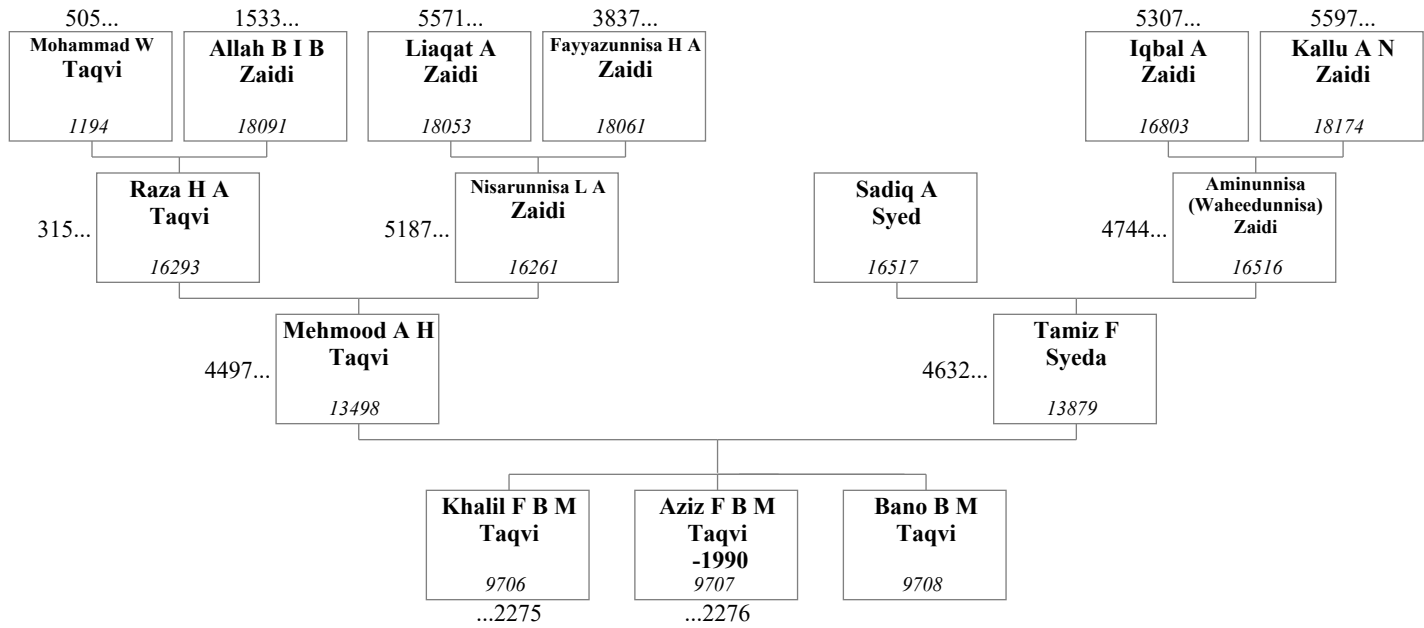 505...
1533...
5571...
3837...
5307...
5597...
Mohammad W
Taqvi
1194
Allah B I B
Zaidi
18091
Liaqat A
Zaidi
18053
Fayyazunnisa H A
Zaidi
18061
Iqbal A
Zaidi
16803
Kallu A N
Zaidi
18174
315...
Raza H A
Taqvi
16293
5187...
Nisarunnisa L A
Zaidi
16261
Sadiq A
Syed
16517
4744...
Aminunnisa
(Waheedunnisa)
Zaidi
16516
4497...
Mehmood A H
Taqvi
13498
4632...
Tamiz F
Syeda
13879
Khalil F B M
Taqvi
9706
...2275
Aziz F B M
Taqvi
-1990
9707
...2276
Bano B M
Taqvi
9708